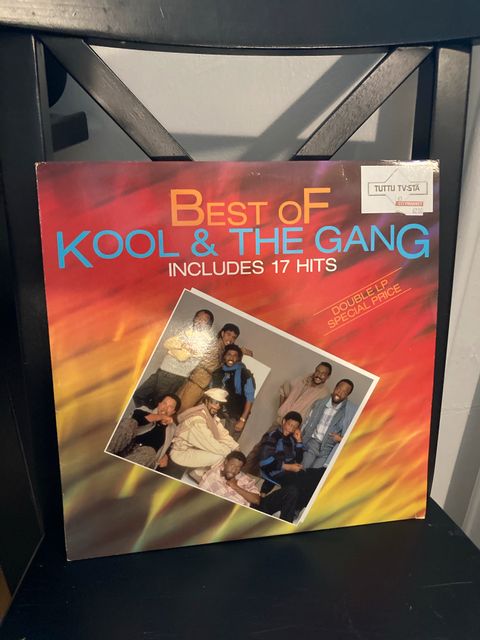 TUTTU TV:STÄ
BEST OF
KOOL & THE GANG
INCLUDES 17 HITS
DOUBLE LP
SPECIAL PRICE